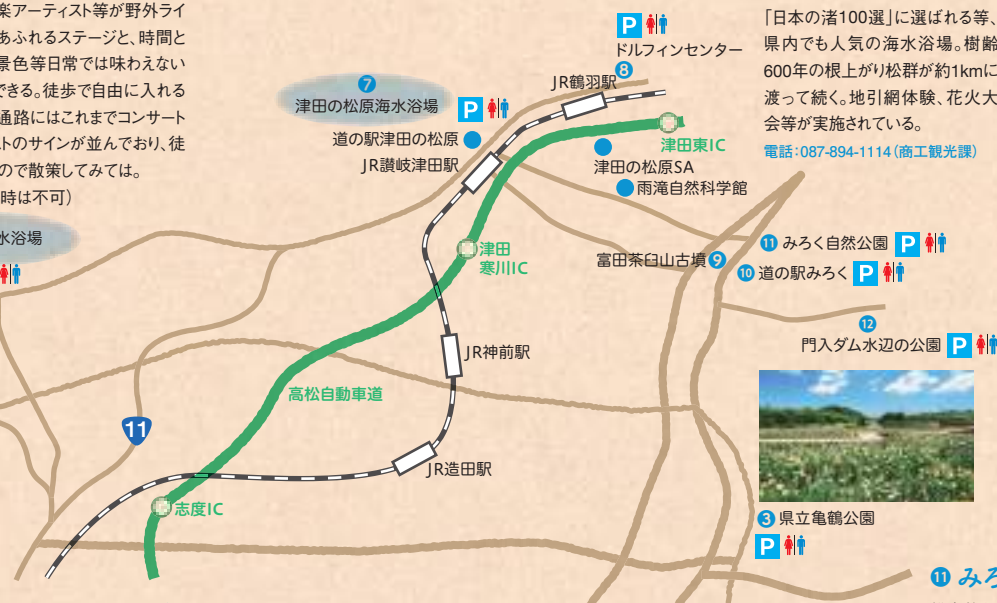 楽アーティスト等が野外ライ
あふれるステージと、時間と
景色等日常では味わえない
できる。徒歩で自由に入れる
通路にはこれまでコンサート
ストのサインが並んでおり、徒
ので散策してみては。
時は不可）
水浴場
P
ドルフィンセンター
8
JR鶴羽駅
7
津田の松原海水浴場 P
道の駅津田の松原
JR讃岐津田駅
津田東IC
津田の松原SA
雨滝自然科学館
「日本の渚100選」に選ばれる等、
県内でも人気の海水浴場。樹齢
600年の根上がり松群が約1kmに
渡って続く。地引網体験、花火大
会等が実施されている。
電話：087-894-1114（商工観光課）
津田
寒川IC
富田茶臼山古墳 9
11 みろく自然公園 P
10 道の駅みろく P
12
門入ダム水辺の公園 P
JR神前駅
高松自動車道
11
JR造田駅
志度IC
3 県立亀鶴公園
P
11 みろ